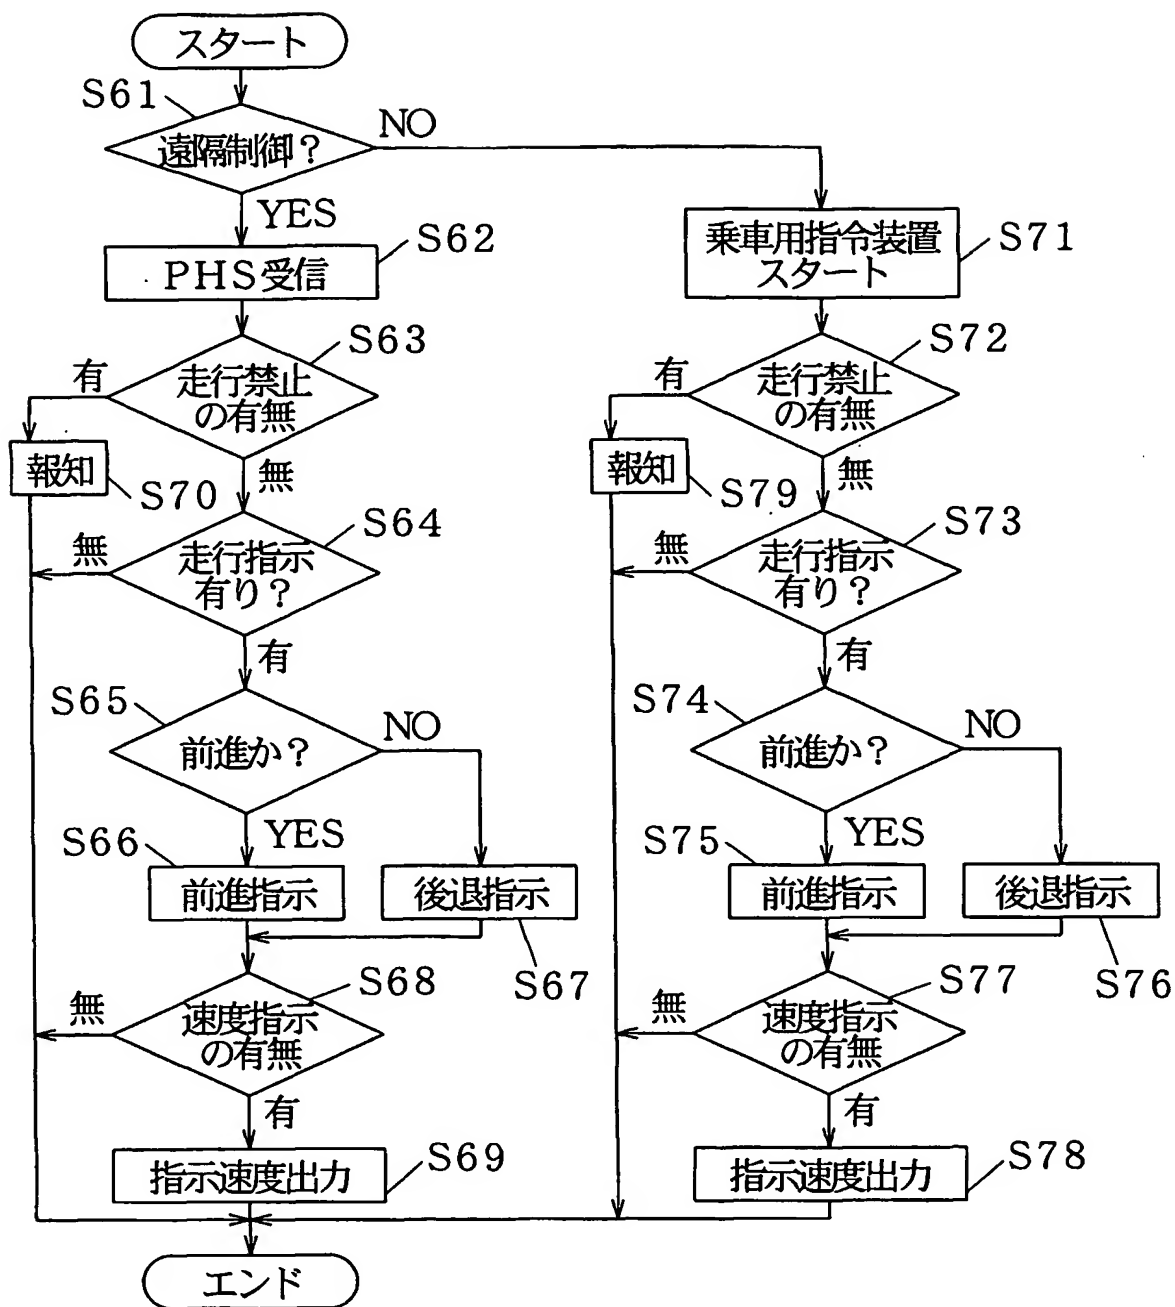 スタート
S61
遠隔制御?
NO
YES
S62
PHS受信
乗車用指令装置
スタート
S71
S63
走行禁止
の有無
有
無
報知
S70
S72
走行禁止
の有無
有
無
報知
S79
S64
走行指示
有り?
無
有
S73
走行指示
有り?
無
有
S65
前進か?
NO
YES
S74
前進か?
NO
YES
S66
前進指示
後退指示
S67
S75
前進指示
後退指示
S76
S68
速度指示
の有無
無
有
S77
速度指示
の有無
無
有
指示速度出力
S69
指示速度出力
S78
エンド